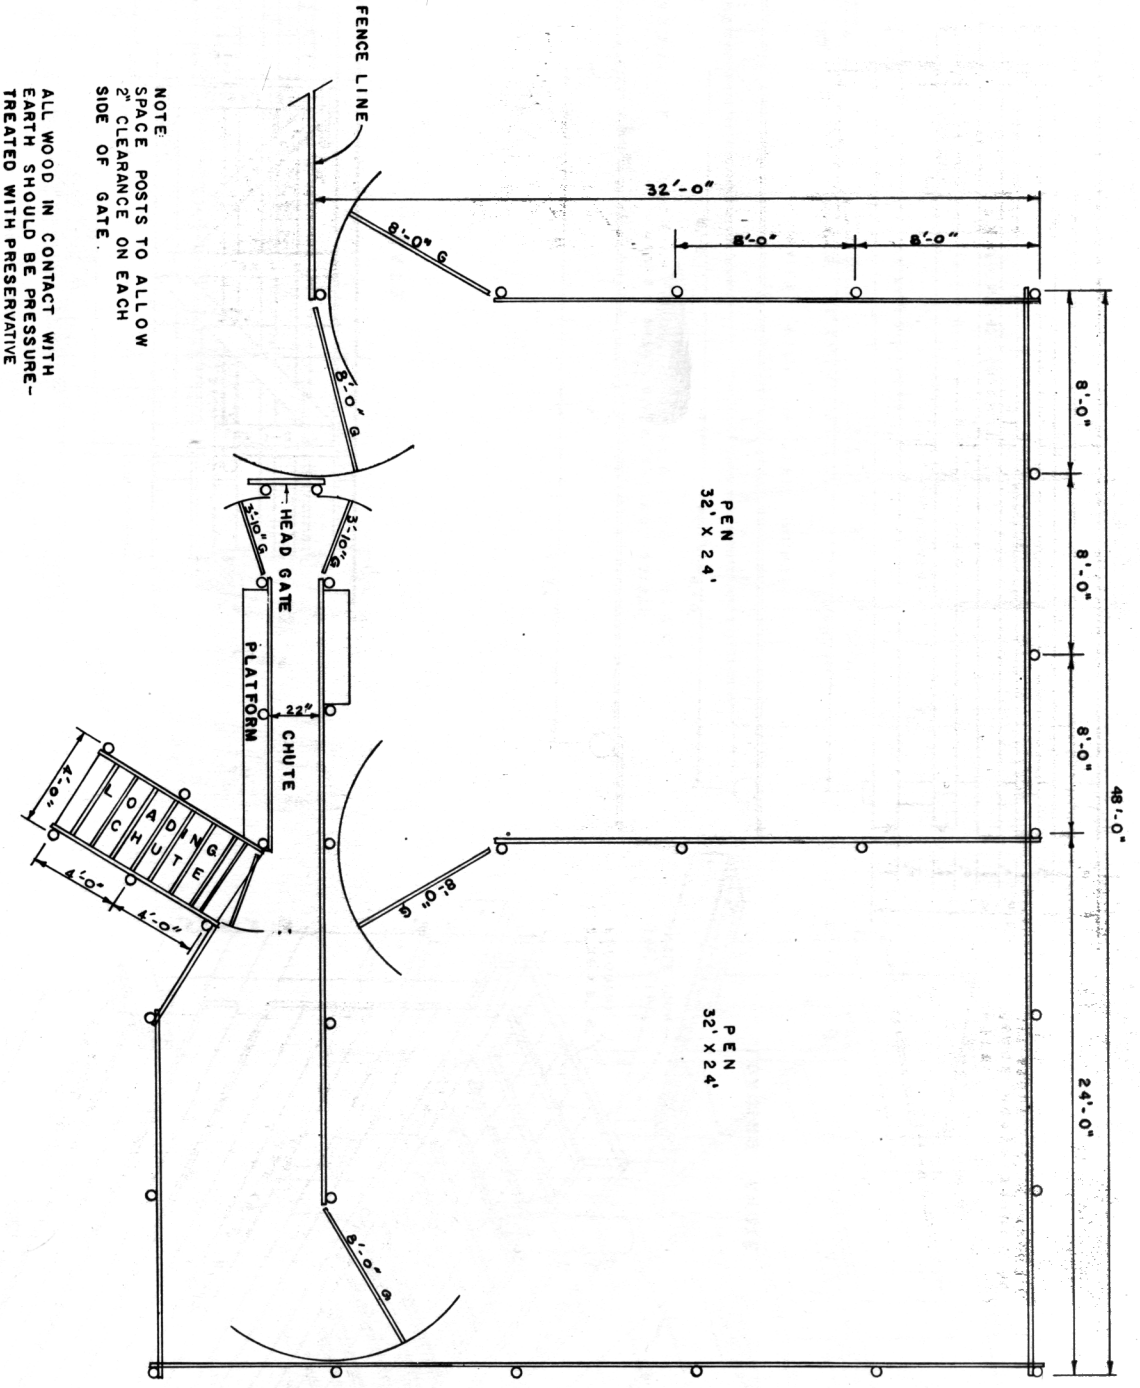 FENCE LINE
NOTE:
SPACE POSTS TO ALLOW
2" CLEARANCE ON EACH
SIDE OF GATE.
ALL WOOD IN CONTACT WITH
EARTH SHOULD BE PRESSURE-
TREATED WITH PRESERVATIVE
32'-0"
8'-0"
8'-0"
8'-0" G
8'-0" G
8'-0"
8'-0"
8'-0"
48'-0"
24'-0"
PEN
32' X 24'
PEN
32' X 24'
HEAD GATE
3'-10" G
3'-10" G
PLATFORM
22"
CHUTE
LOADING
CHUTE
4'-0"
4'-0"
4'-0"
8'-0" G
8'-0" G